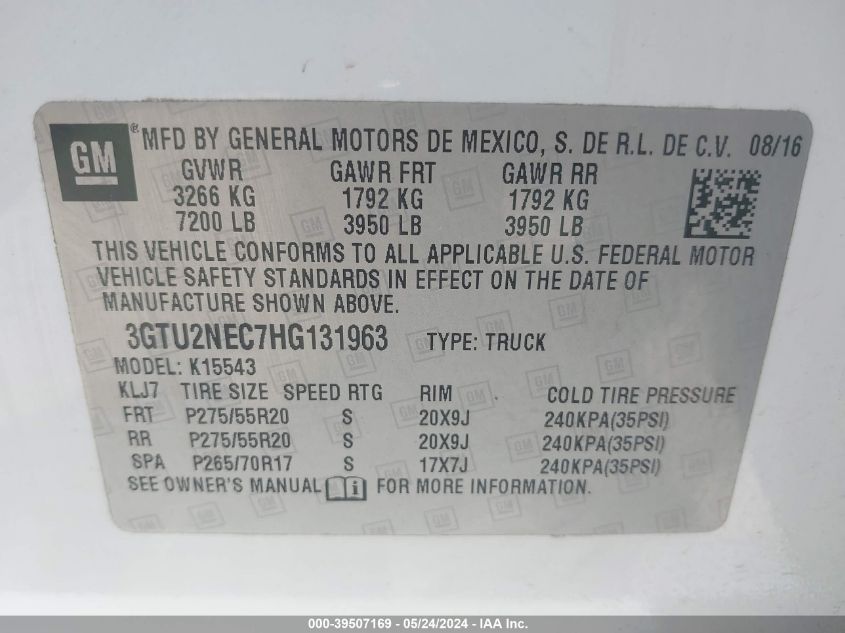 GM ® MFD BY GENERAL MOTORS DE MEXICO, S. DE R.L. DE C.V. 08/16
GVWR GAWR FRT GAWR RR
3266 KG 1792 KG 1792 KG
7200 LB 3950 LB 3950 LB
THIS VEHICLE CONFORMS TO ALL APPLICABLE U.S. FEDERAL MOTOR
VEHICLE SAFETY STANDARDS IN EFFECT ON THE DATE OF
MANUFACTURE SHOWN ABOVE.
3GTU2NEC7HG131963 TYPE: TRUCK
MODEL: K15543
KLJ7 TIRE SIZE SPEED RTG RIM COLD TIRE PRESSURE
FRT P275/55R20 S 20X9J 240KPA(35PSI)
RR P275/55R20 S 20X9J 240KPA(35PSI)
SPA P265/70R17 S 17X7J 240KPA(35PSI)
SEE OWNER'S MANUAL i FOR MORE INFORMATION.
000-39507169 - 05/24/2024 - IAA Inc.